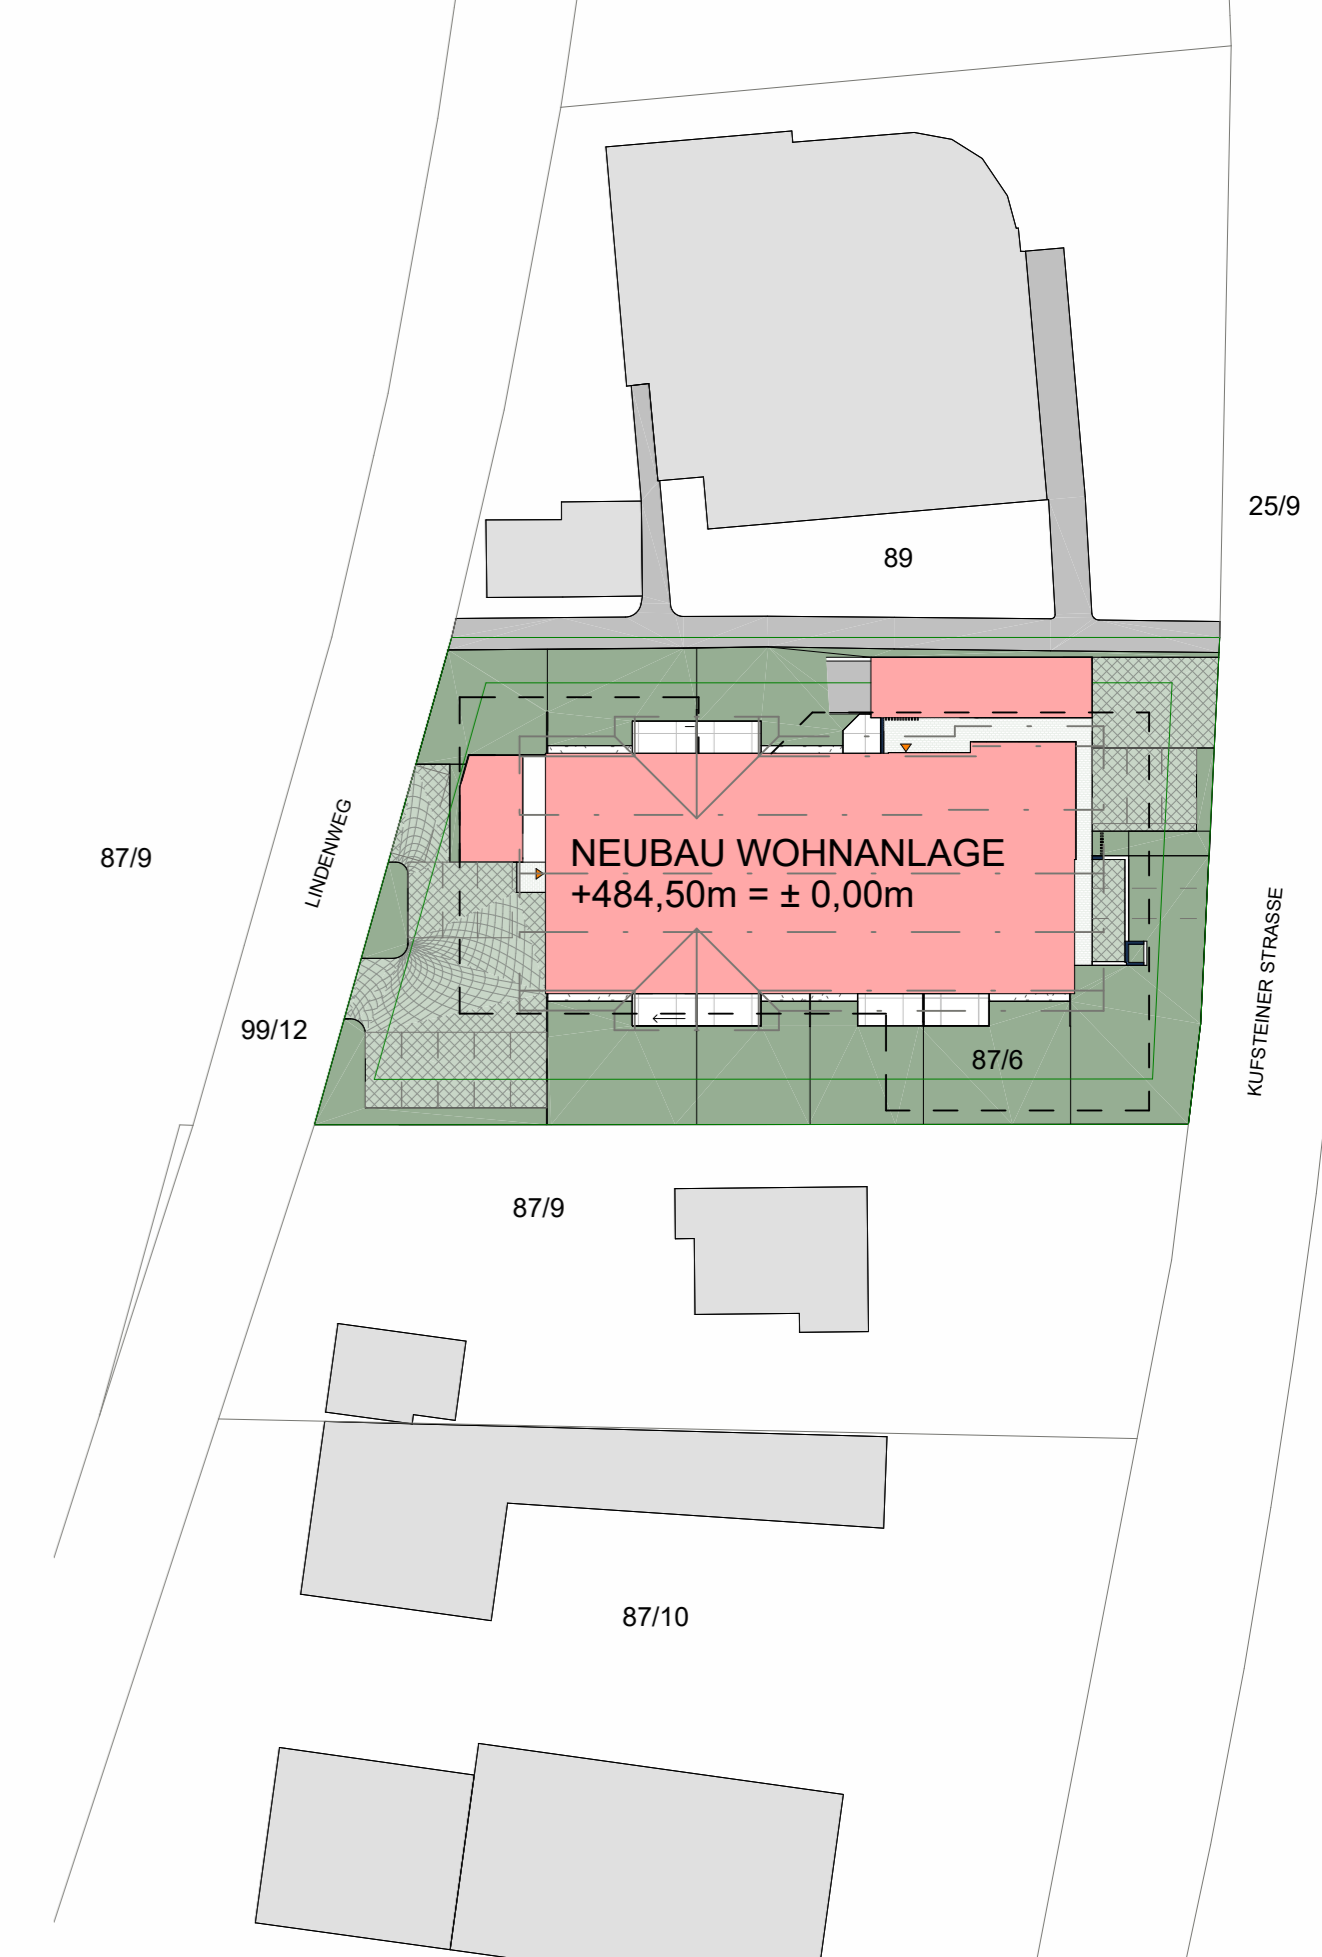 25/9
89
NEUBAU WOHNANLAGE
+484,50m = ± 0,00m
87/9
LINDENWEG
KUFSTEINER STRASSE
99/12
87/6
87/9
87/10